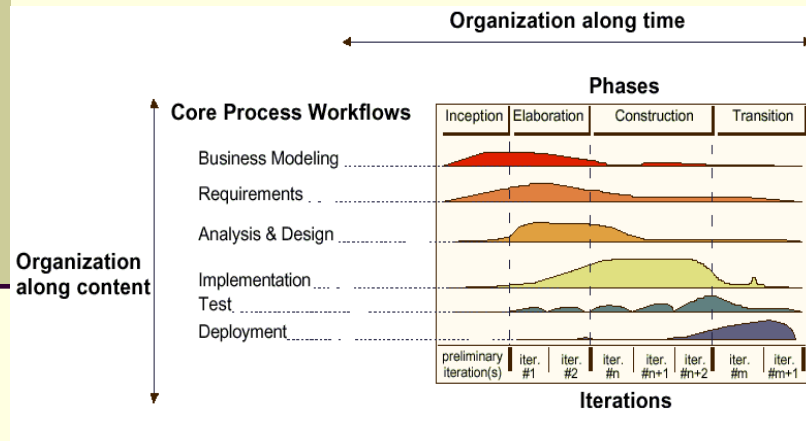 Organization along time
Phases
Core Process Workflows
Inception Elaboration Construction Transition
Business Modeling
Requirements
Analysis & Design
Organization
along content
Implementation
Test
Deployment
preliminary
iteration(s)
iter.
#1
iter.
#2
iter.
#n
iter.
#n+1
iter.
#n+2
iter.
#m
iter.
#m+1
Iterations